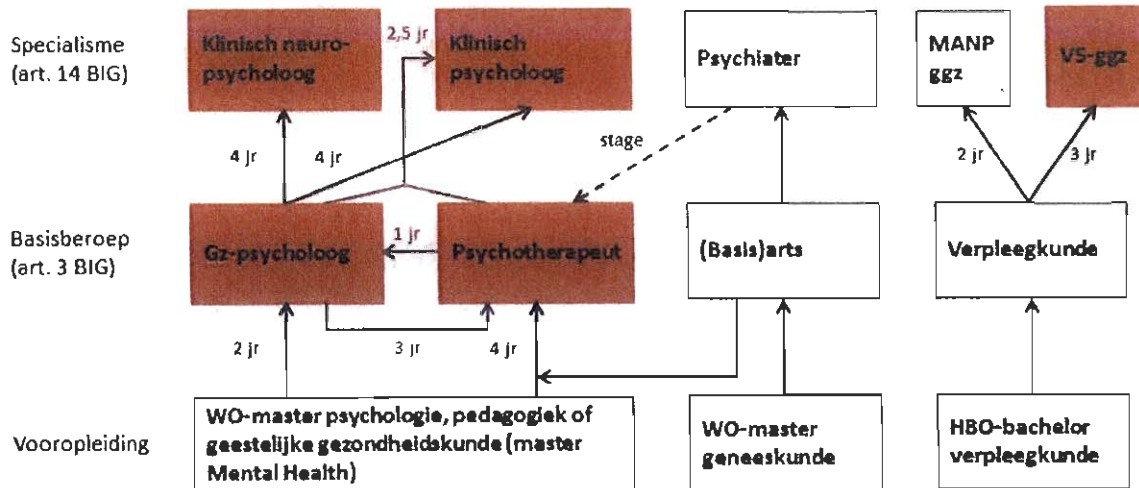 Specialisme
(art. 14 BIG)
Klinisch neuro-
psycholoog
2,5 jr
Klinisch
psycholoog
Psychiater
MANP
ggz
VS-ggz
4 jr
4 jr
stage
2 jr
3 jr
Basisberoep
(art. 3 BIG)
Gz-psycholoog
1 jr
Psychotherapeut
(Basis)arts
Verpleegkunde
2 jr
3 jr
4 jr
Vooropleiding
WO-master psychologie, pedagogiek of
geestelijke gezondheidskunde (master
Mental Health)
WO-master
geneeskunde
HBO-bachelor
verpleegkunde